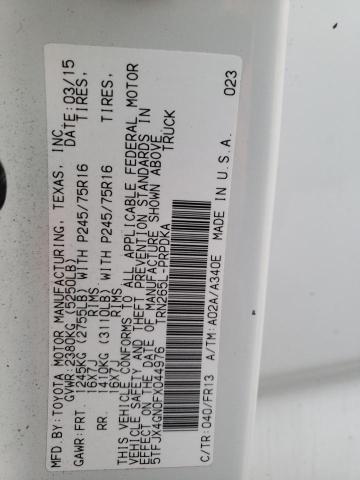 MFD.BY:TOYOTA MOTOR MANUFACTURING, TEXAS, INC.
DATE:03/15
GVWR:2380KG (5250LB)
GAWR:FRT. 1245KG (2755LB) WITH P245/75R16 TIRES,
16X7J RIMS
RR. 1410KG (3110LB) WITH P245/75R16 TIRES,
16X7J RIMS
THIS VEHICLE CONFORMS TO ALL APPLICABLE FEDERAL MOTOR
VEHICLE SAFETY AND THEFT PREVENTION STANDARDS IN
EFFECT ON THE DATE OF MANUFACTURE SHOWN ABOVE
5TFJX4GN0FX044976 TRUCK
TRN265L-PRPDKA
C/TR:040/FR13 A/TM:A02A/A340E
MADE IN U.S.A. 023